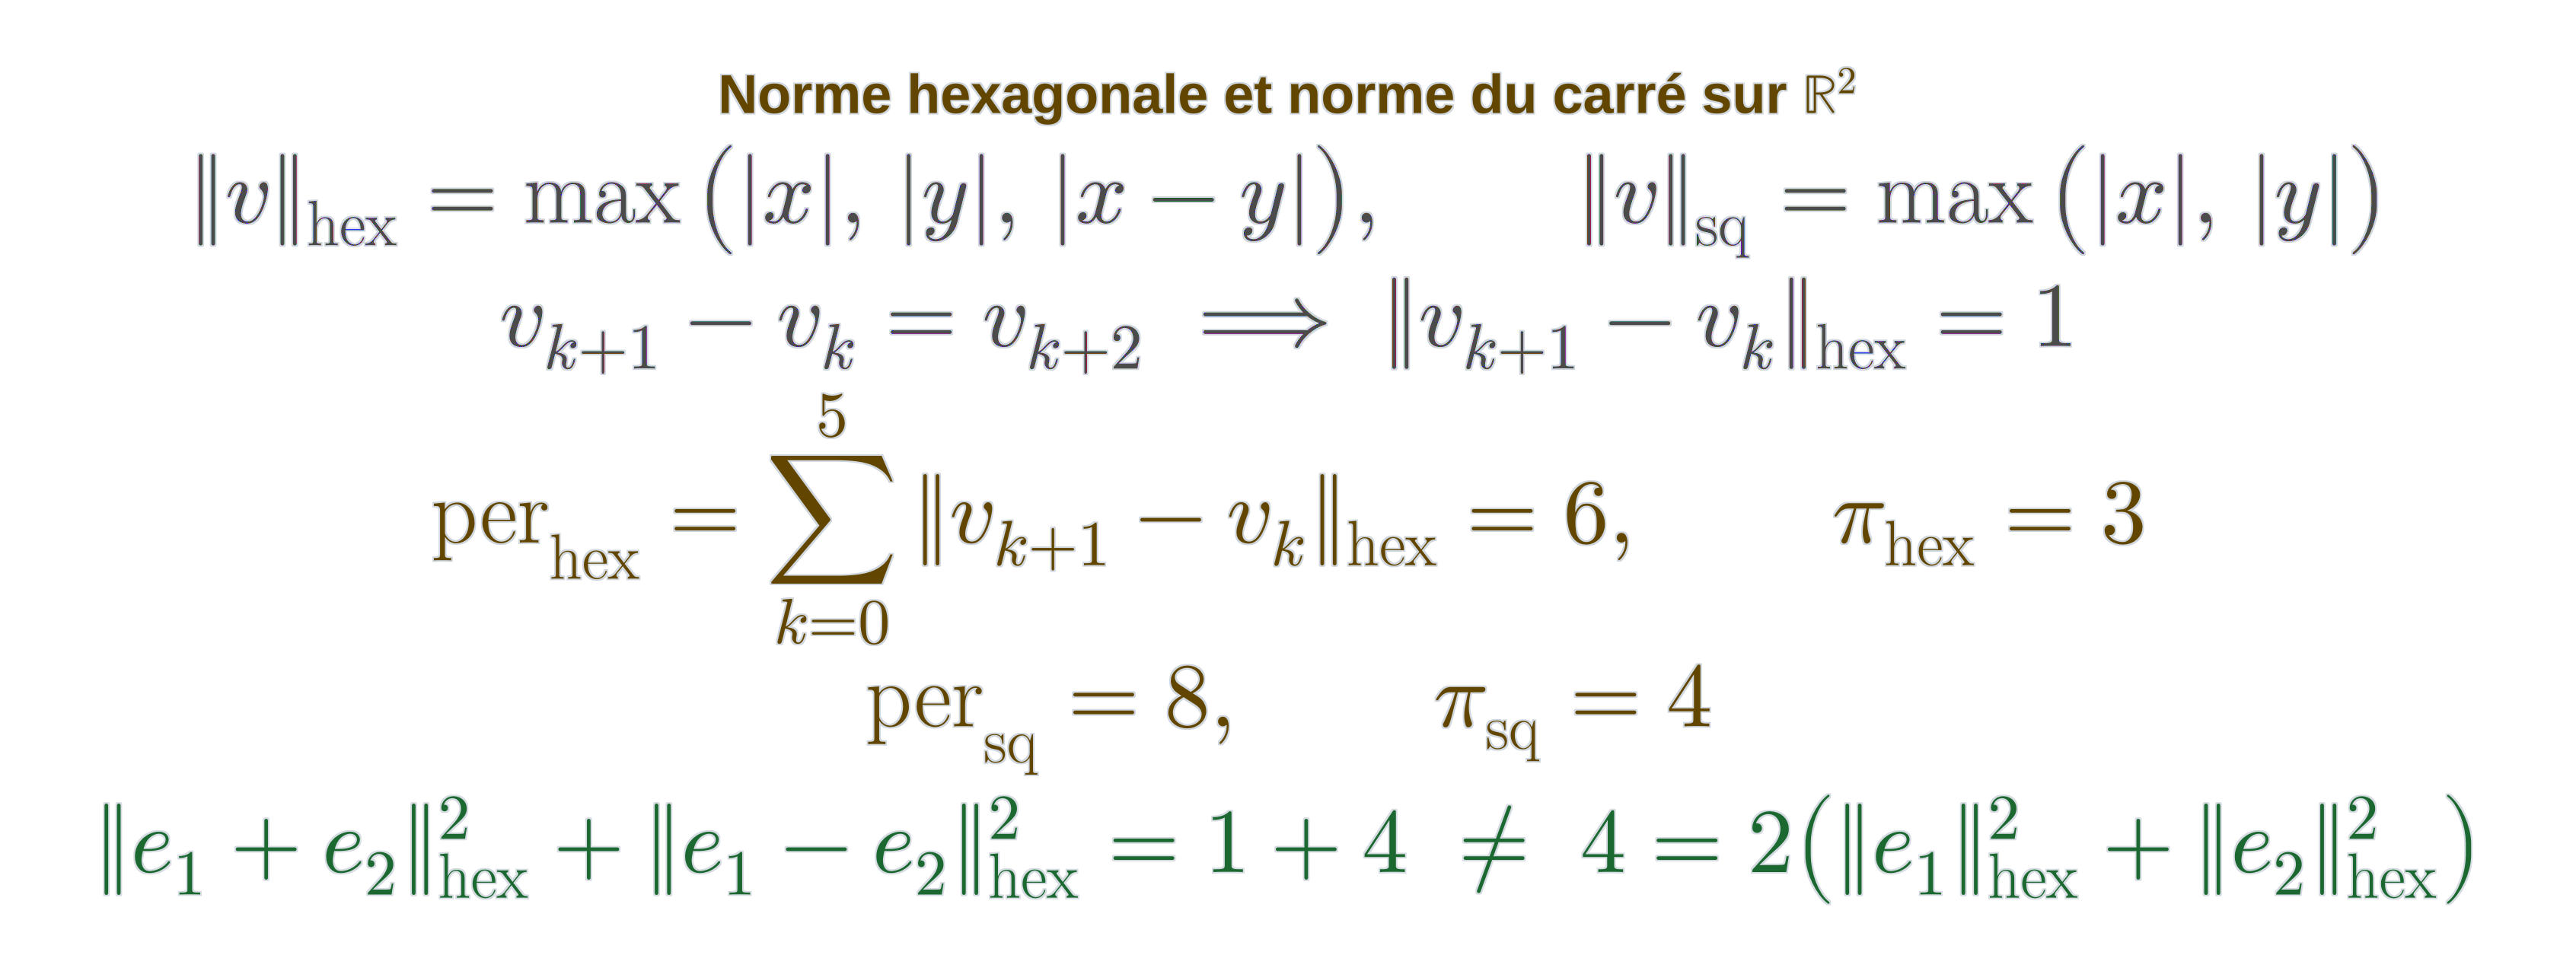 Norme hexagonale et norme du carré sur ℝ²
‖v‖_hex = max (|x|, |y|, |x − y|), ‖v‖_sq = max (|x|, |y|)
v_{k+1} − v_k = v_{k+2} ⟹ ‖v_{k+1} − v_k‖_hex = 1
per_hex = ∑_{k=0}^{5} ‖v_{k+1} − v_k‖_hex = 6, π_hex = 3
per_sq = 8, π_sq = 4
‖e_1 + e_2‖²_hex + ‖e_1 − e_2‖²_hex = 1 + 4 ≠ 4 = 2(‖e_1‖²_hex + ‖e_2‖²_hex)